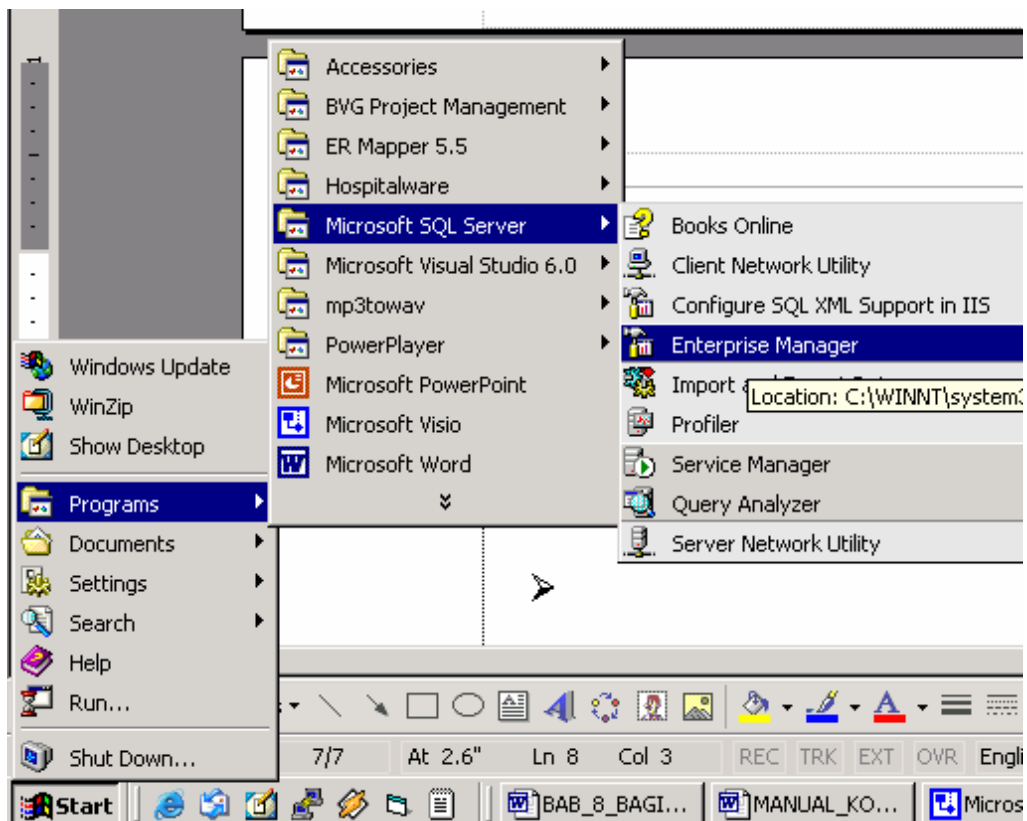 Accessories
BVG Project Management
ER Mapper 5.5
Hospitalware
Microsoft SQL Server
Microsoft Visual Studio 6.0
mp3towav
PowerPlayer
Microsoft PowerPoint
Microsoft Visio
Microsoft Word
Books Online
Client Network Utility
Configure SQL XML Support in IIS
Enterprise Manager
Import
Location: C:\WINNT\system3
Profiler
Service Manager
Query Analyzer
Server Network Utility
Windows Update
WinZip
Show Desktop
Programs
Documents
Settings
Search
Help
Run...
Shut Down...
7/7 At 2.6" Ln 8 Col 3 REC TRK EXT OVR Engli
Start BAB_8_BAGI... MANUAL_KO... Micros